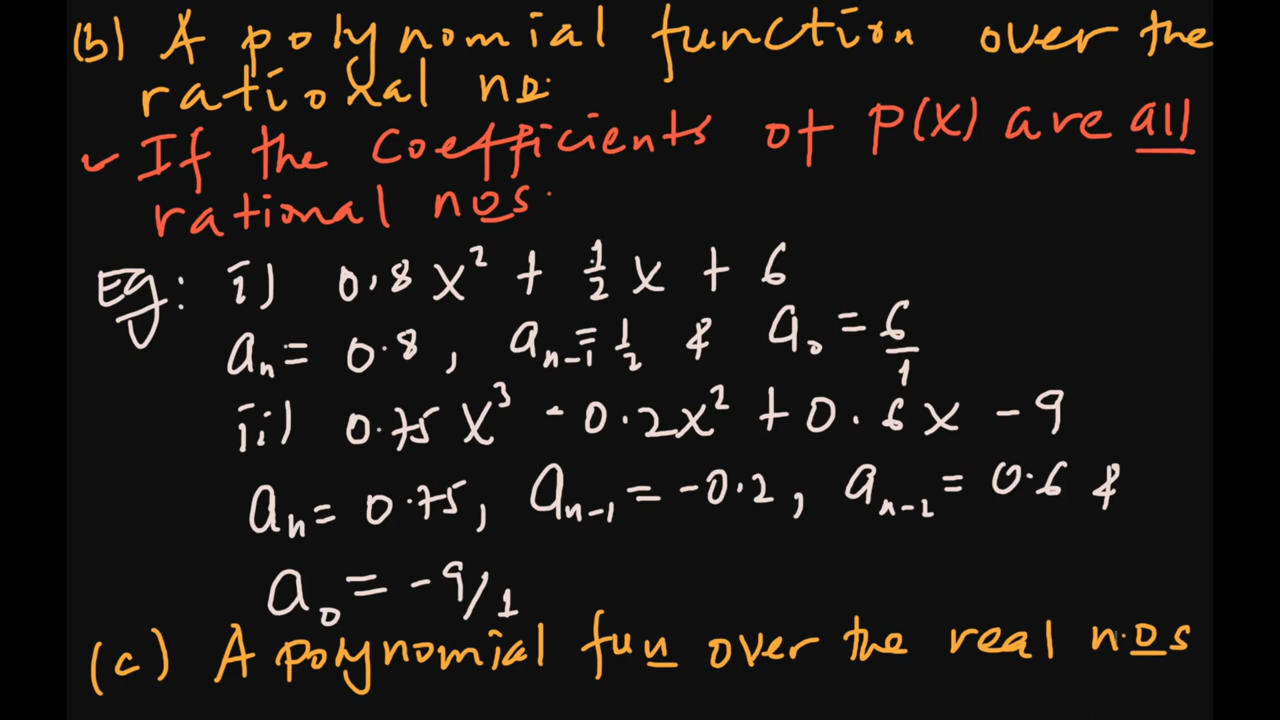 (b) A polynomial function over the
rational no.
✓ If the coefficients of P(X) are all
rational nos.
Eg: i) 0.8x² + 1/2 x + 6
aₙ = 0.8, aₙ₋₁ = 1/2 & a₀ = 6/1
ii) 0.75x³ - 0.2x² + 0.6x - 9
aₙ = 0.75, aₙ₋₁ = -0.2, aₙ₋₂ = 0.6 &
a₀ = -9/1
(c) A polynomial fun over the real n.os